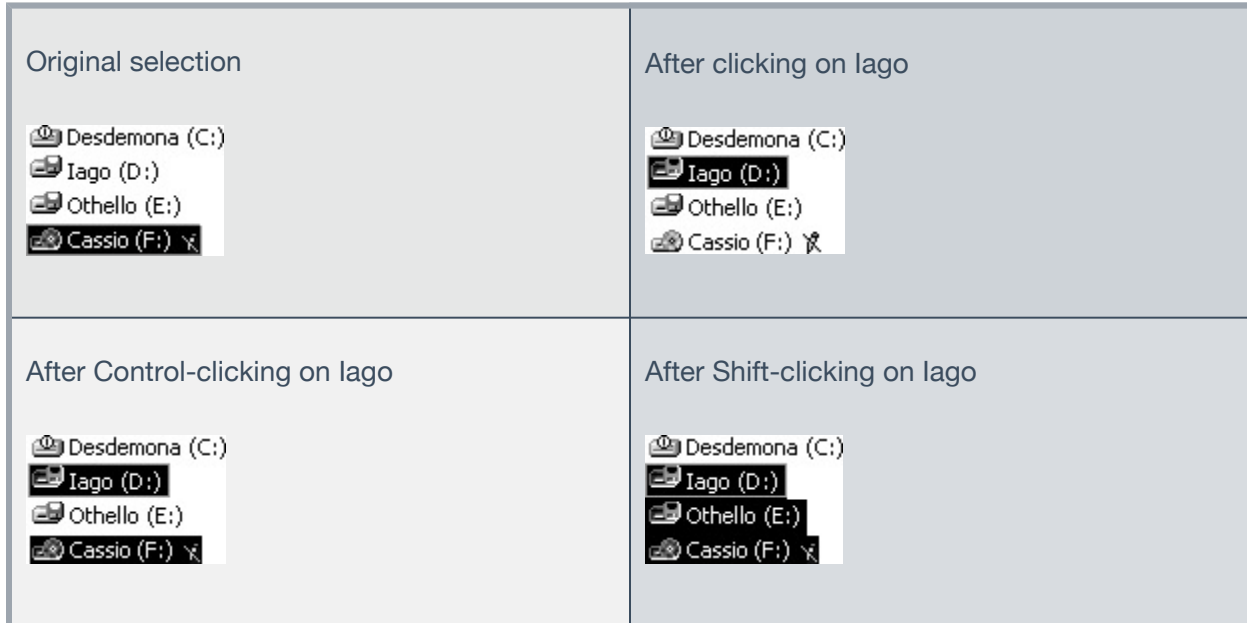 Original selection
Desdemona (C:)
Iago (D:)
Othello (E:)
Cassio (F:)
After clicking on Iago
Desdemona (C:)
Iago (D:)
Othello (E:)
Cassio (F:)
After Control-clicking on Iago
Desdemona (C:)
Iago (D:)
Othello (E:)
Cassio (F:)
After Shift-clicking on Iago
Desdemona (C:)
Iago (D:)
Othello (E:)
Cassio (F:)